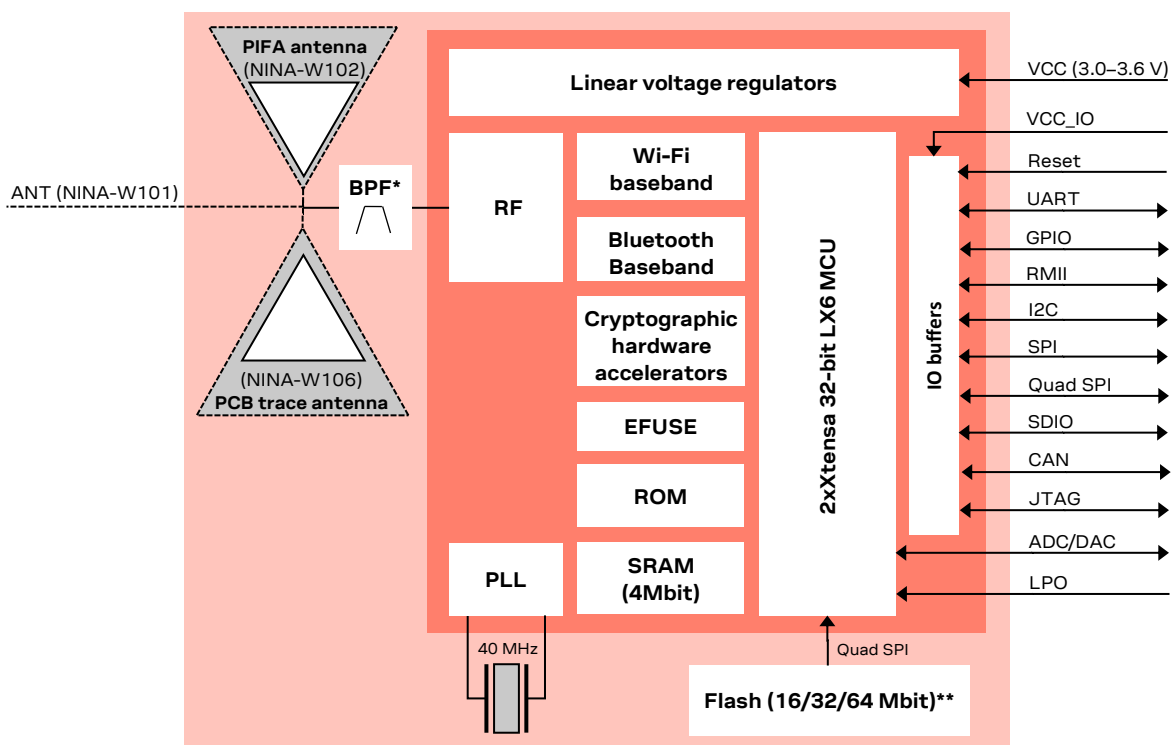 PIFA antenna
(NINA-W102)
ANT (NINA-W101)
(NINA-W106)
PCB trace antenna
BPF*
Linear voltage regulators
RF
Wi-Fi
baseband
Bluetooth
Baseband
Cryptographic
hardware
accelerators
EFUSE
ROM
SRAM
(4Mbit)
PLL
40 MHz
2xXtensa 32-bit LX6 MCU
IO buffers
Quad SPI
Flash (16/32/64 Mbit)**
VCC (3.0–3.6 V)
VCC_IO
Reset
UART
GPIO
RMII
I2C
SPI
Quad SPI
SDIO
CAN
JTAG
ADC/DAC
LPO